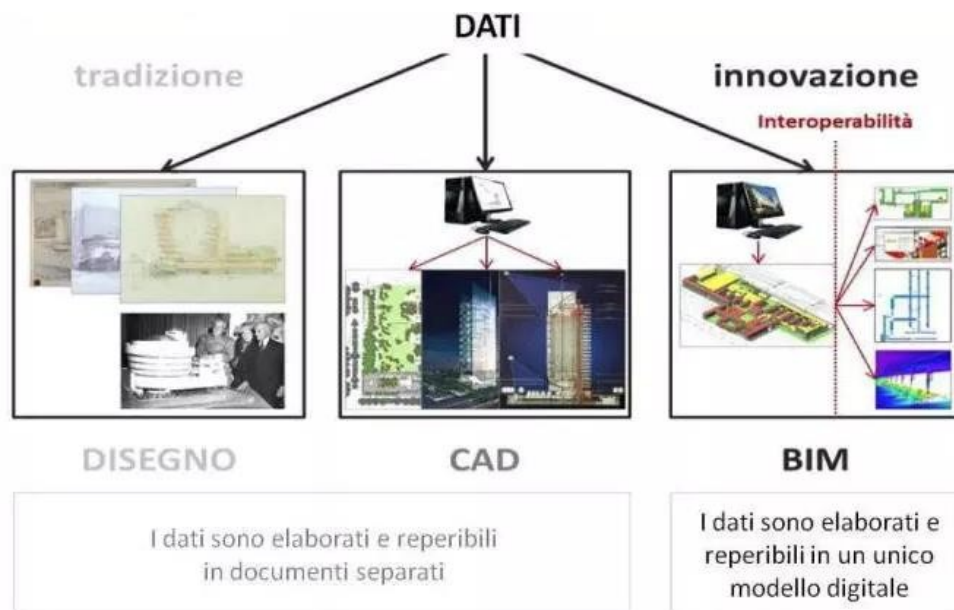 DATI
tradizione
innovazione
Interoperabilità
DISEGNO
CAD
BIM
I dati sono elaborati e reperibili
in documenti separati
I dati sono elaborati e
reperibili in un unico
modello digitale